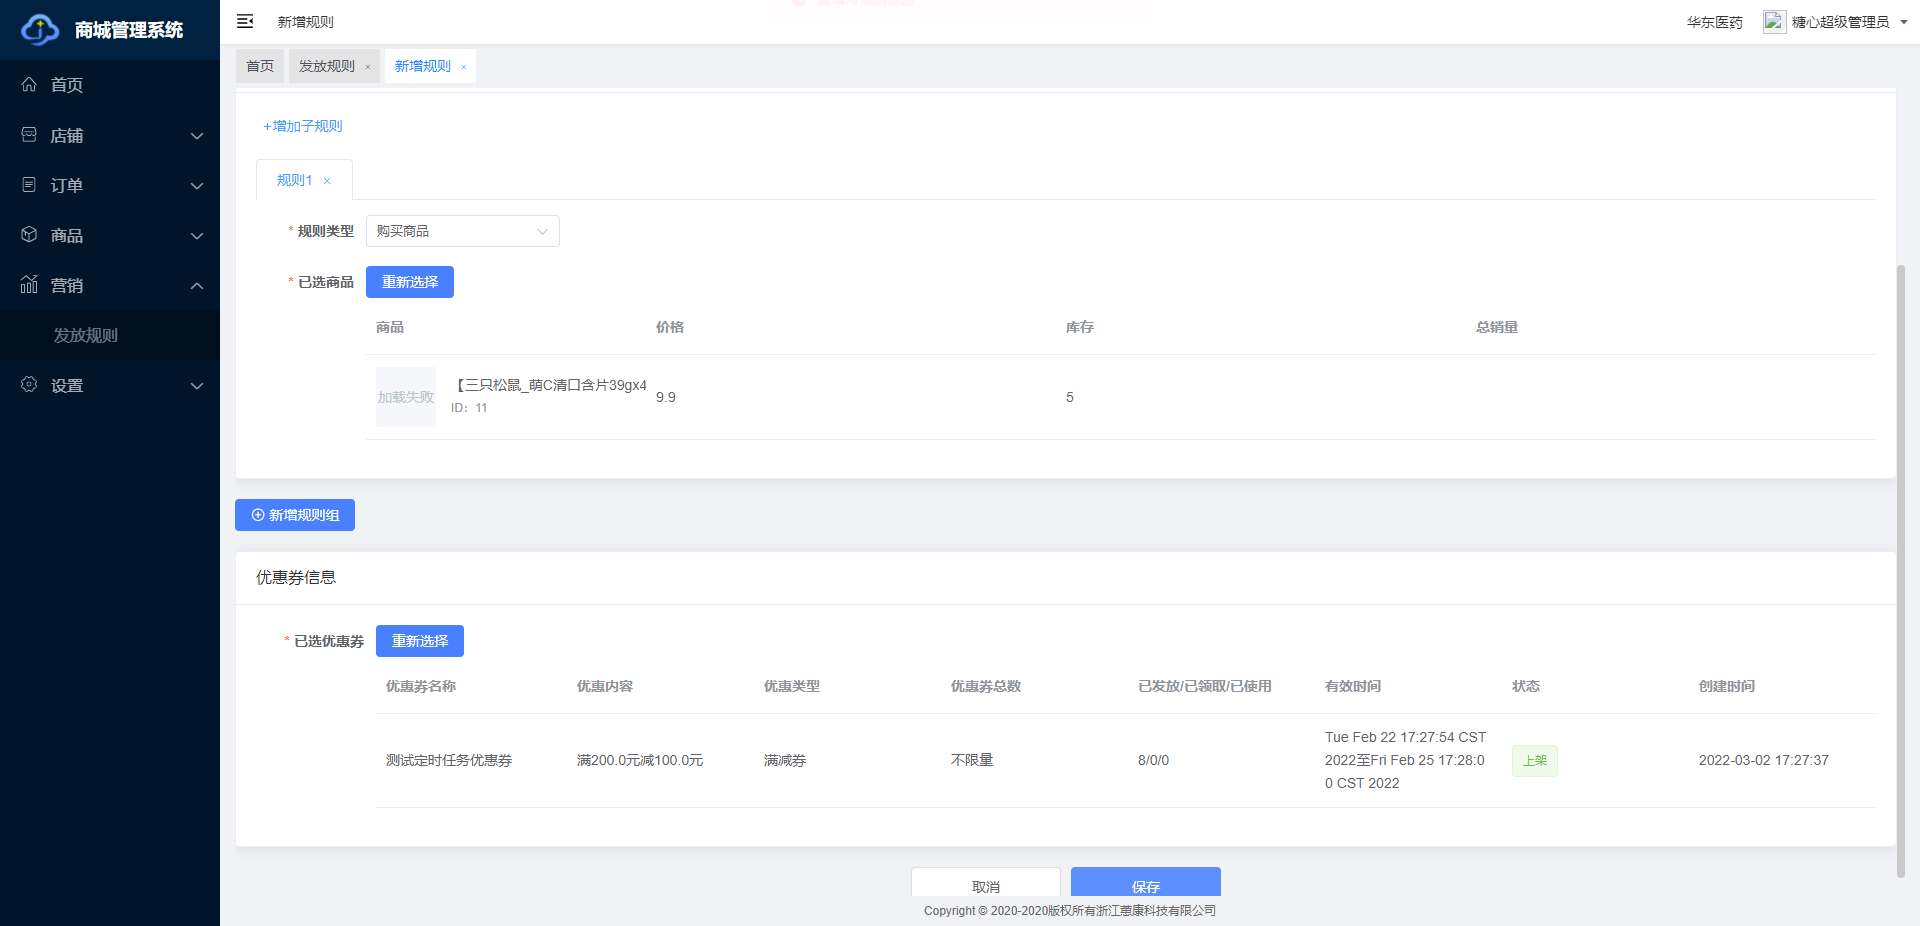 商城管理系统
新增规则
华东医药
糖心超级管理员
首页
发放规则 ×
新增规则 ×
首页
店铺
订单
商品
营销
发放规则
设置
+增加子规则
规则1 ×
* 规则类型 购买商品
* 已选商品 重新选择
商品 价格 库存 总销量
加载失败
【三只松鼠_萌C清口含片39gx4
ID：11
9.9 5
新增规则组
优惠券信息
* 已选优惠券 重新选择
优惠券名称 优惠内容 优惠类型 优惠券总数 已发放/已领取/已使用 有效时间 状态 创建时间
测试定时任务优惠券 满200.0元减100.0元 满减券 不限量 8/0/0
Tue Feb 22 17:27:54 CST
2022至Fri Feb 25 17:28:0
0 CST 2022
上架
2022-03-02 17:27:37
取消 保存
Copyright © 2020-2020版权所有浙江蒽康科技有限公司